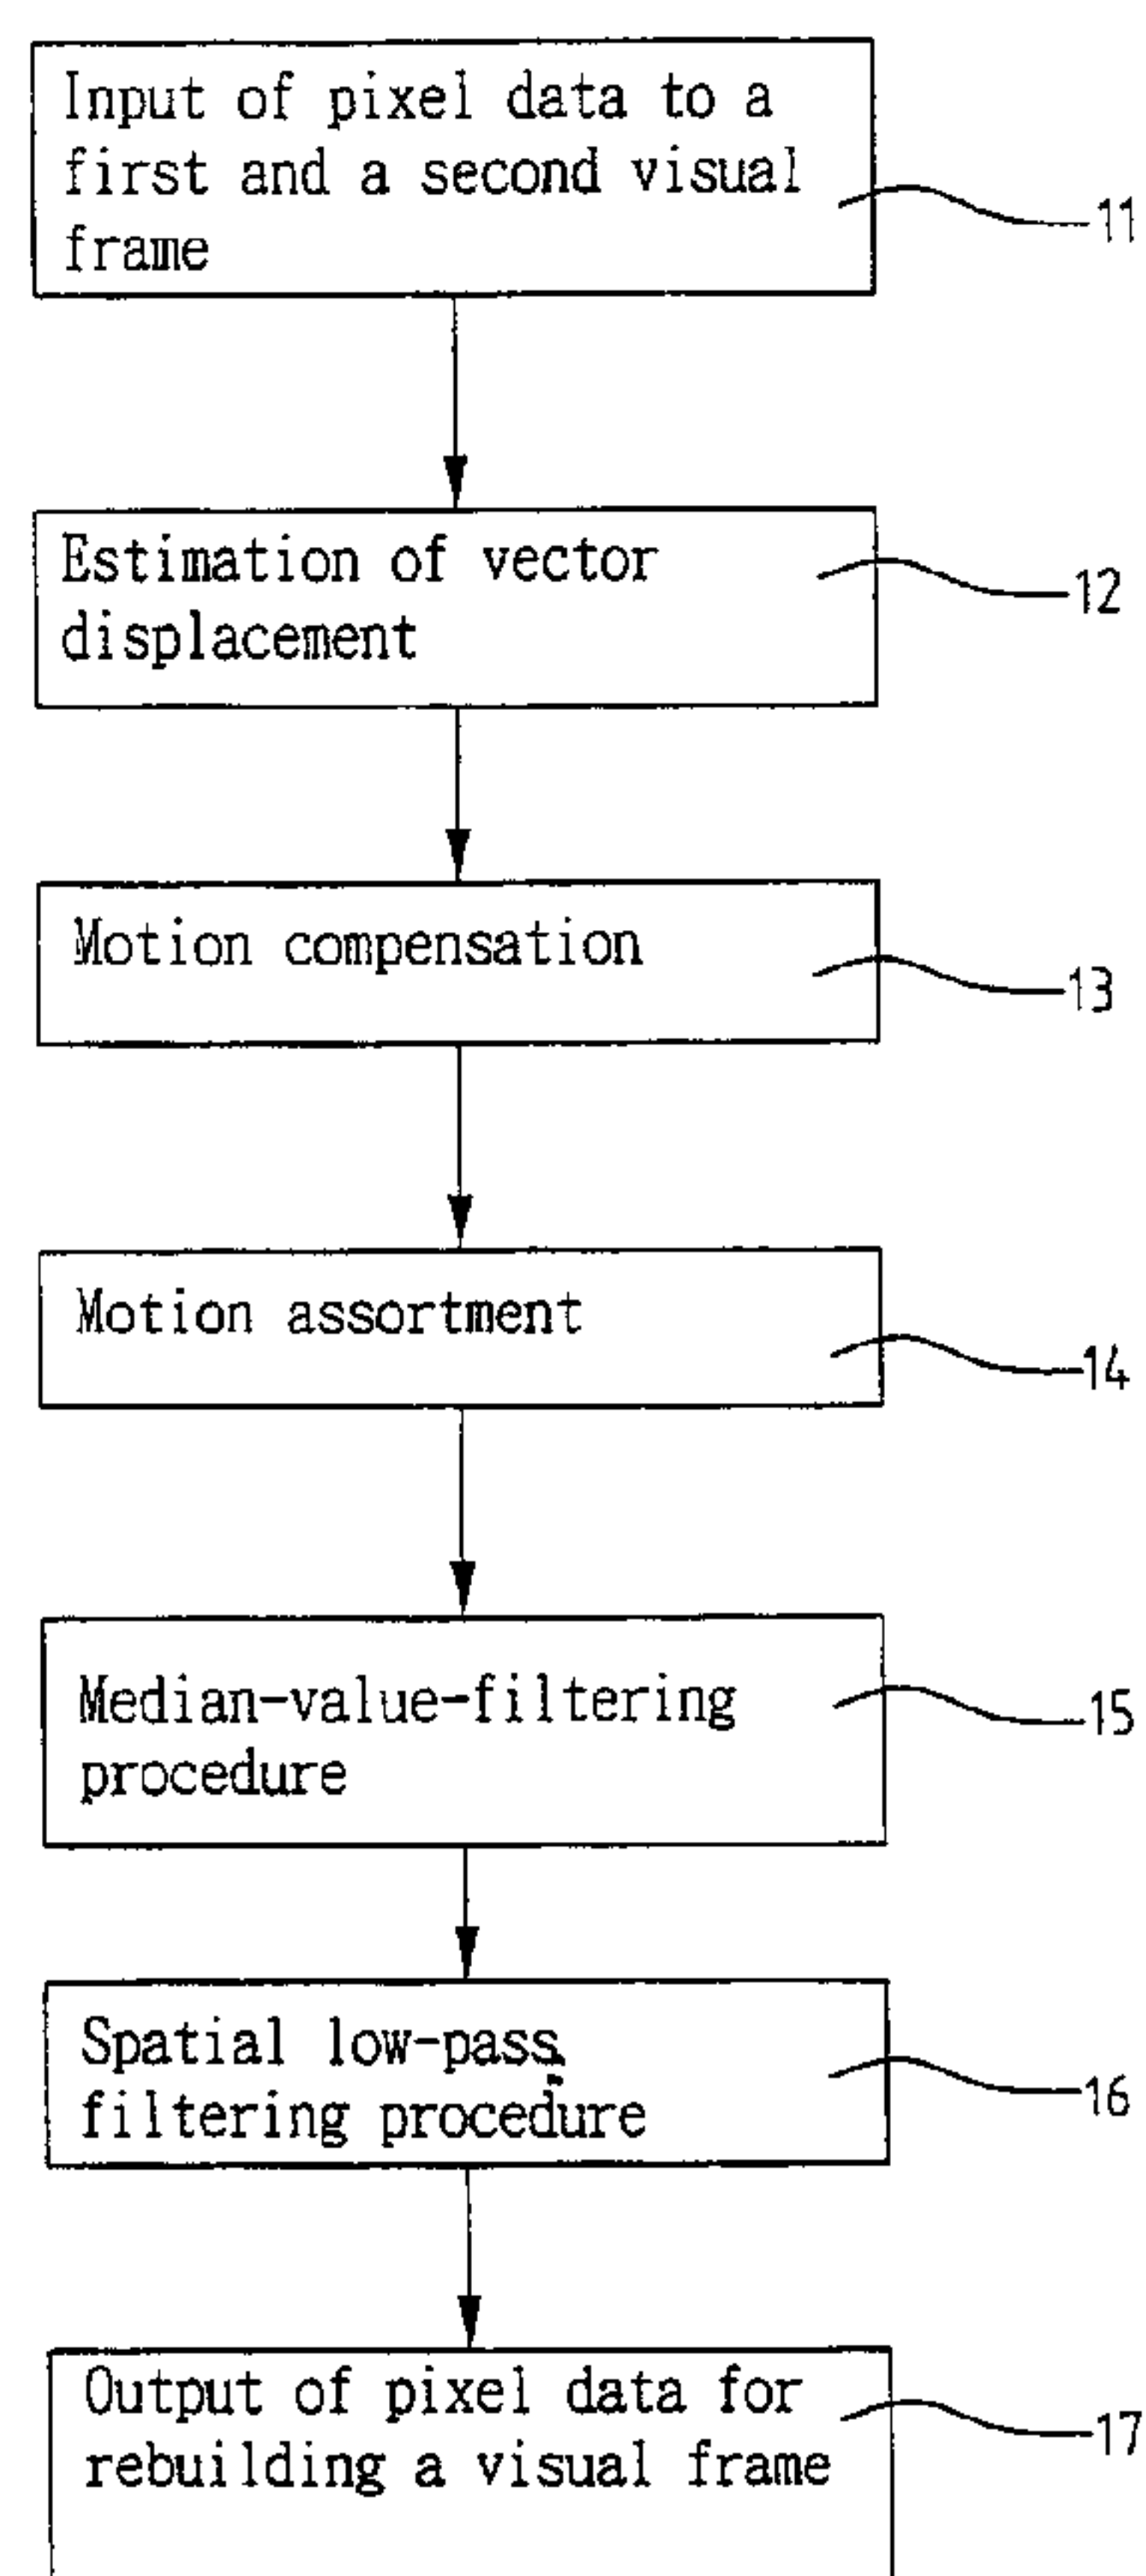 Input of pixel data to a
first and a second visual
frame
11
Estimation of vector
displacement
12
Motion compensation
13
Motion assortment
14
Median-value-filtering
procedure
15
Spatial low-pass
filtering procedure
16
Output of pixel data for
rebuilding a visual frame
17